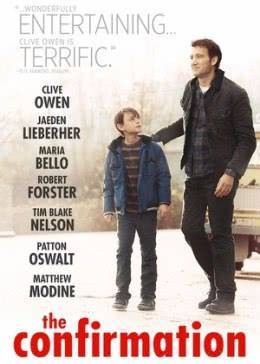 "...WONDERFULLY
ENTERTAINING...
CLIVE OWEN IS
TERRIFIC."
CLIVE
OWEN
JAEDEN
LIEBERHER
MARIA
BELLO
ROBERT
FORSTER
TIM BLAKE
NELSON
PATTON
OSWALT
MATTHEW
MODINE
the
confirmation